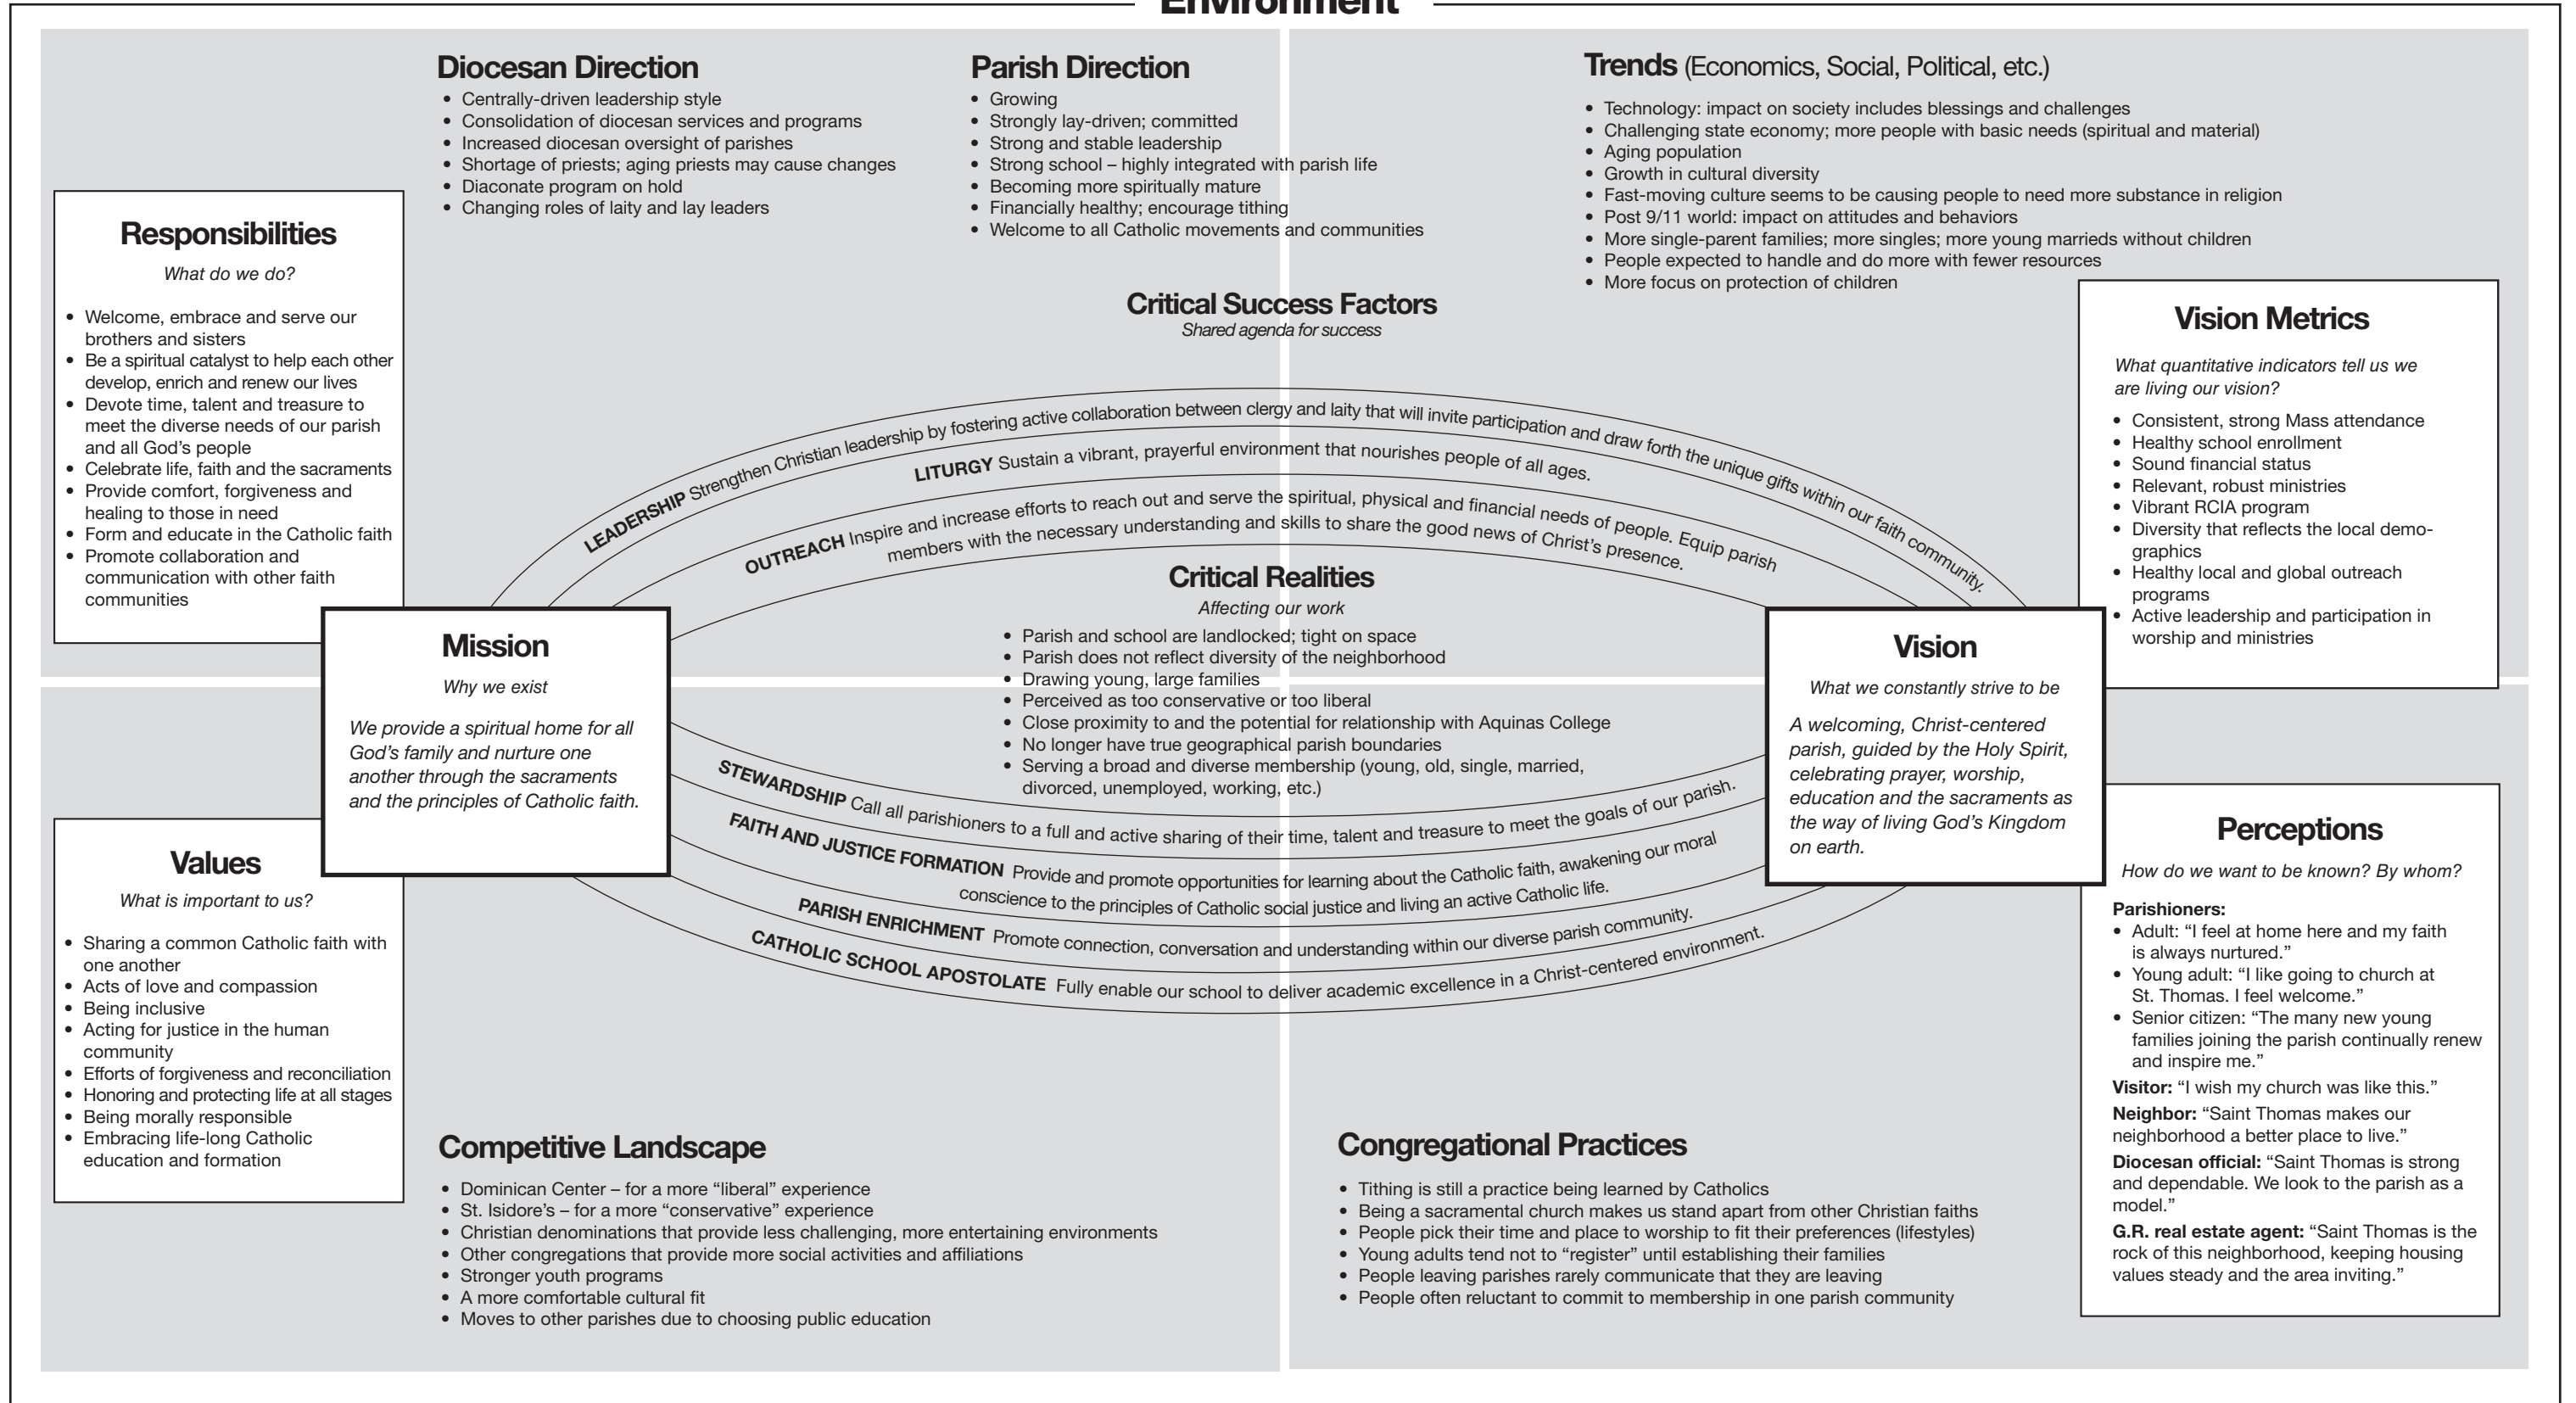 Environment
Diocesan Direction
• Centrally-driven leadership style
• Consolidation of diocesan services and programs
• Increased diocesan oversight of parishes
• Shortage of priests; aging priests may cause changes
• Diaconate program on hold
• Changing roles of laity and lay leaders
Parish Direction
• Growing
• Strongly lay-driven; committed
• Strong and stable leadership
• Strong school – highly integrated with parish life
• Becoming more spiritually mature
• Financially healthy; encourage tithing
• Welcome to all Catholic movements and communities
Trends (Economics, Social, Political, etc.)
• Technology: impact on society includes blessings and challenges
• Challenging state economy; more people with basic needs (spiritual and material)
• Aging population
• Growth in cultural diversity
• Fast-moving culture seems to be causing people to need more substance in religion
• Post 9/11 world: impact on attitudes and behaviors
• More single-parent families; more singles; more young marrieds without children
• People expected to handle and do more with fewer resources
• More focus on protection of children
Responsibilities
What do we do?
• Welcome, embrace and serve our
brothers and sisters
• Be a spiritual catalyst to help each other
develop, enrich and renew our lives
• Devote time, talent and treasure to
meet the diverse needs of our parish
and all God’s people
• Celebrate life, faith and the sacraments
• Provide comfort, forgiveness and
healing to those in need
• Form and educate in the Catholic faith
• Promote collaboration and
communication with other faith
communities
Critical Success Factors
Shared agenda for success
LEADERSHIP Strengthen Christian leadership by fostering active collaboration between clergy and laity that will invite participation and draw forth the unique gifts within our faith community.
LITURGY Sustain a vibrant, prayerful environment that nourishes people of all ages.
OUTREACH Inspire and increase efforts to reach out and serve the spiritual, physical and financial needs of people. Equip parish
members with the necessary understanding and skills to share the good news of Christ’s presence.
Vision Metrics
What quantitative indicators tell us we
are living our vision?
• Consistent, strong Mass attendance
• Healthy school enrollment
• Sound financial status
• Relevant, robust ministries
• Vibrant RCIA program
• Diversity that reflects the local demo-
graphics
• Healthy local and global outreach
programs
• Active leadership and participation in
worship and ministries
Mission
Why we exist
We provide a spiritual home for all
God’s family and nurture one
another through the sacraments
and the principles of Catholic faith.
Critical Realities
Affecting our work
• Parish and school are landlocked; tight on space
• Parish does not reflect diversity of the neighborhood
• Drawing young, large families
• Perceived as too conservative or too liberal
• Close proximity to and the potential for relationship with Aquinas College
• No longer have true geographical parish boundaries
• Serving a broad and diverse membership (young, old, single, married,
divorced, unemployed, working, etc.)
Vision
What we constantly strive to be
A welcoming, Christ-centered
parish, guided by the Holy Spirit,
celebrating prayer, worship,
education and the sacraments as
the way of living God’s Kingdom
on earth.
STEWARDSHIP Call all parishioners to a full and active sharing of their time, talent and treasure to meet the goals of our parish.
FAITH AND JUSTICE FORMATION Provide and promote opportunities for learning about the Catholic faith, awakening our moral
conscience to the principles of Catholic social justice and living an active Catholic life.
PARISH ENRICHMENT Promote connection, conversation and understanding within our diverse parish community.
CATHOLIC SCHOOL APOSTOLATE Fully enable our school to deliver academic excellence in a Christ-centered environment.
Values
What is important to us?
• Sharing a common Catholic faith with
one another
• Acts of love and compassion
• Being inclusive
• Acting for justice in the human
community
• Efforts of forgiveness and reconciliation
• Honoring and protecting life at all stages
• Being morally responsible
• Embracing life-long Catholic
education and formation
Perceptions
How do we want to be known? By whom?
Parishioners:
• Adult: “I feel at home here and my faith
is always nurtured.”
• Young adult: “I like going to church at
St. Thomas. I feel welcome.”
• Senior citizen: “The many new young
families joining the parish continually renew
and inspire me.”
Visitor: “I wish my church was like this.”
Neighbor: “Saint Thomas makes our
neighborhood a better place to live.”
Diocesan official: “Saint Thomas is strong
and dependable. We look to the parish as a
model.”
G.R. real estate agent: “Saint Thomas is the
rock of this neighborhood, keeping housing
values steady and the area inviting.”
Competitive Landscape
• Dominican Center – for a more “liberal” experience
• St. Isidore’s – for a more “conservative” experience
• Christian denominations that provide less challenging, more entertaining environments
• Other congregations that provide more social activities and affiliations
• Stronger youth programs
• A more comfortable cultural fit
• Moves to other parishes due to choosing public education
Congregational Practices
• Tithing is still a practice being learned by Catholics
• Being a sacramental church makes us stand apart from other Christian faiths
• People pick their time and place to worship to fit their preferences (lifestyles)
• Young adults tend not to “register” until establishing their families
• People leaving parishes rarely communicate that they are leaving
• People often reluctant to commit to membership in one parish community